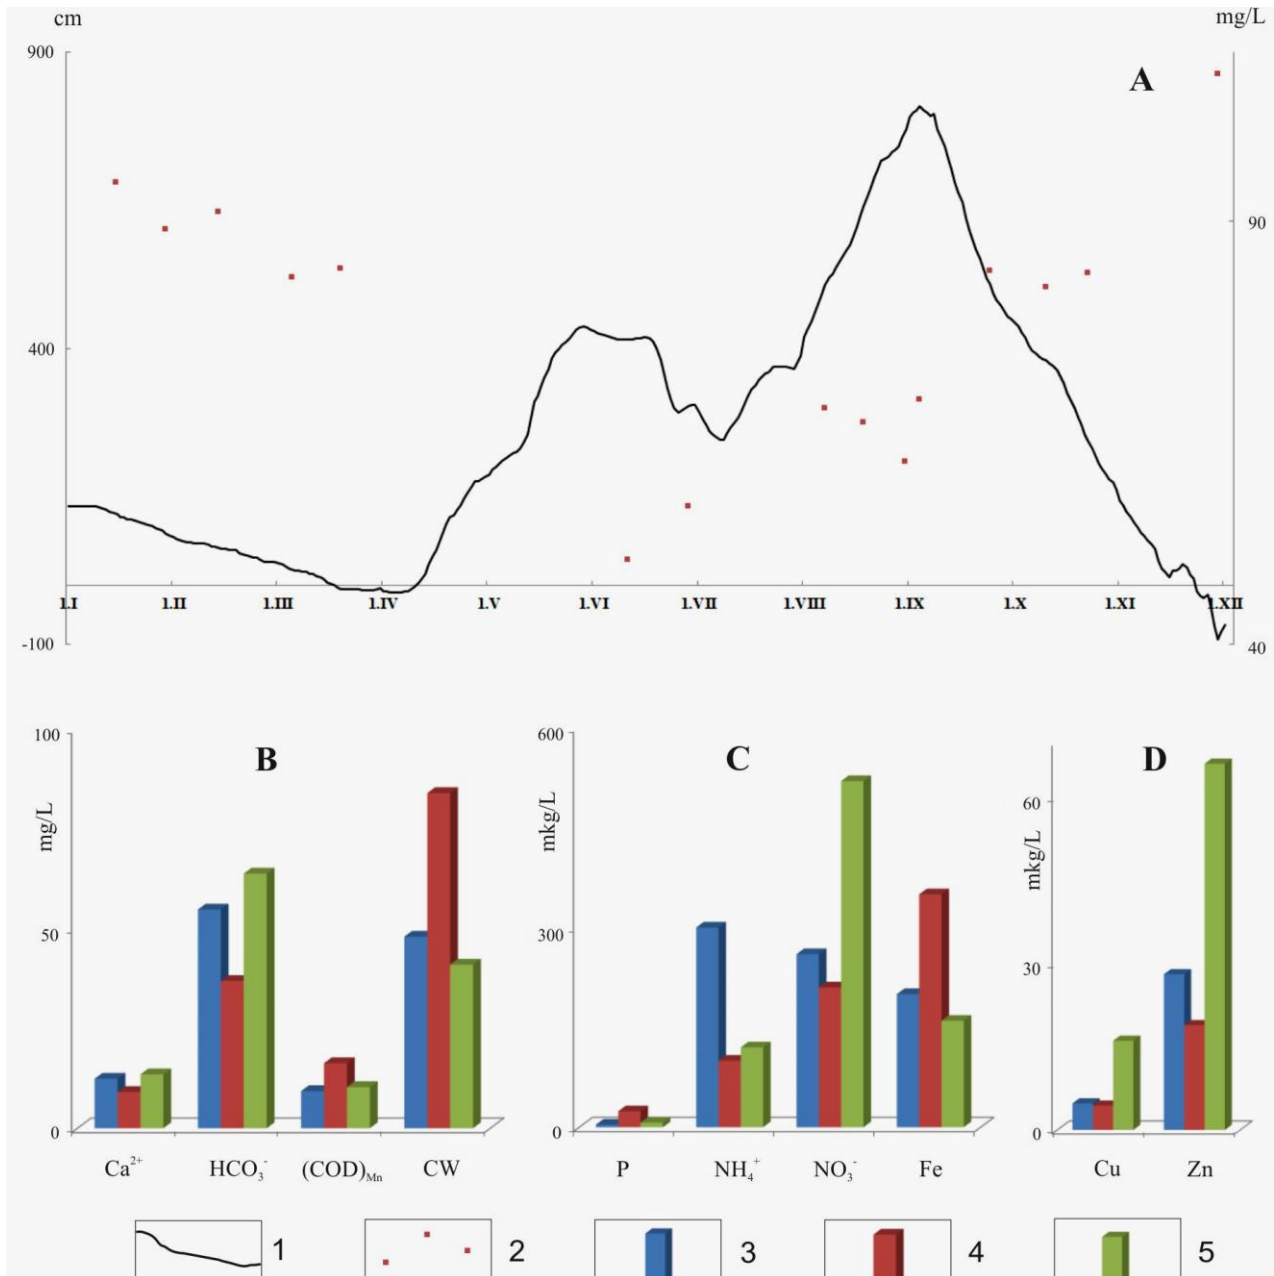 cm mg/L
900 A
90
400
1.I 1.II 1.III 1.IV 1.V 1.VI 1.VII 1.VIII 1.IX 1.X 1.XI 1.XII
-100 40
100 B 600 C D
mg/L mkg/L mkg/L
60
50 300
30
0 0 0
Ca²⁺ HCO₃⁻ (COD)Mn CW P NH₄⁺ NO₃⁻ Fe Cu Zn
1 2 3 4 5